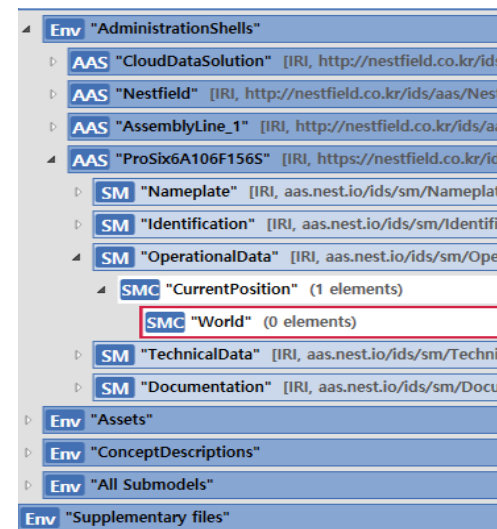 Env "AdministrationShells"
AAS "CloudDataSolution" [IRI, http://nestfield.co.kr/ids
AAS "Nestfield" [IRI, http://nestfield.co.kr/ids/aas/Nes
AAS "AssemblyLine_1" [IRI, http://nestfield.co.kr/ids/a
AAS "ProSix6A106F156S" [IRI, https://nestfield.co.kr/i
SM "Nameplate" [IRI, aas.nest.io/ids/sm/Nameplat
SM "Identification" [IRI, aas.nest.io/ids/sm/Identifi
SM "OperationalData" [IRI, aas.nest.io/ids/sm/Ope
SMC "CurrentPosition" (1 elements)
SMC "World" (0 elements)
SM "TechnicalData" [IRI, aas.nest.io/ids/sm/Techni
SM "Documentation" [IRI, aas.nest.io/ids/sm/Docu
Env "Assets"
Env "ConceptDescriptions"
Env "All Submodels"
Env "Supplementary files"